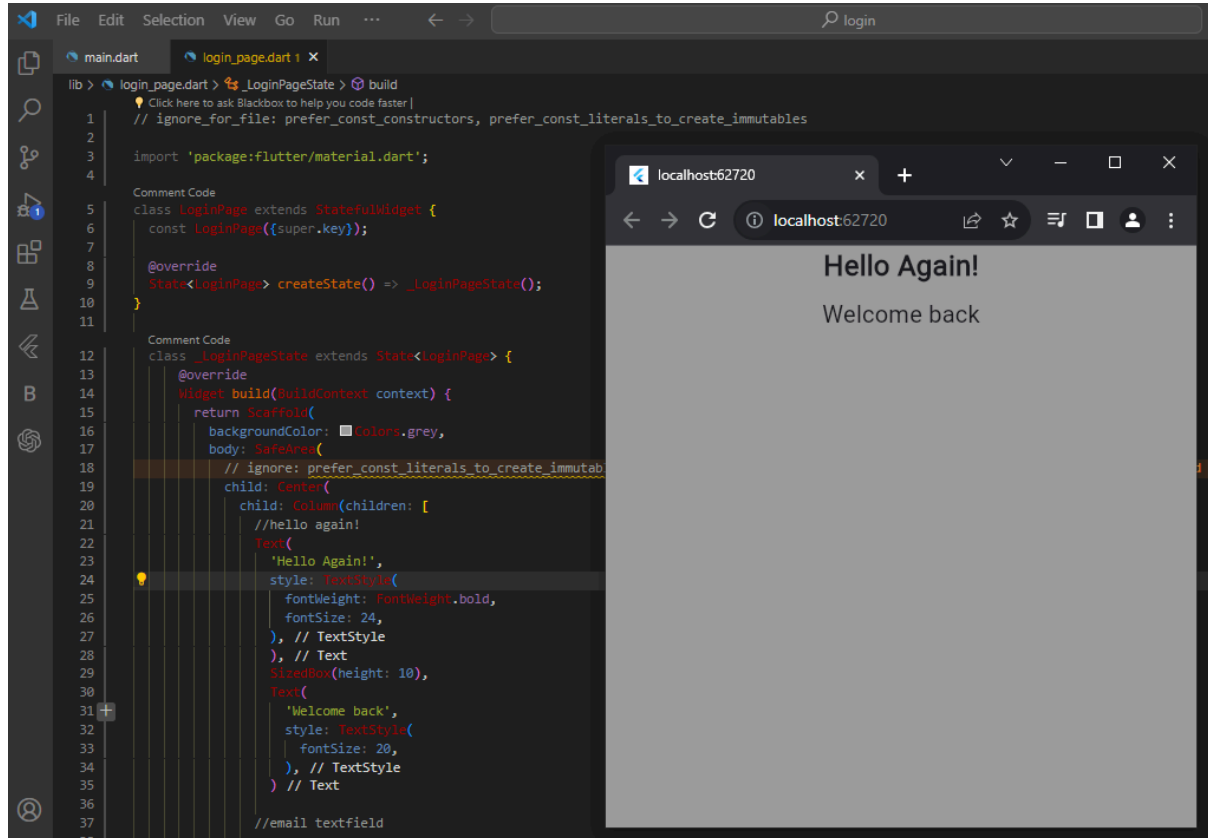 File Edit Selection View Go Run ··· login
main.dart login_page.dart 1
lib > login_page.dart > _LoginPageState > build
Click here to ask Blackbox to help you code faster |
1 // ignore_for_file: prefer_const_constructors, prefer_const_literals_to_create_immutables
2
3 import 'package:flutter/material.dart';
4
Comment Code
5 class LoginPage extends StatefulWidget {
6 const LoginPage({super.key});
7
8 @override
9 State<LoginPage> createState() => _LoginPageState();
10 }
11
Comment Code
12 class _LoginPageState extends State<LoginPage> {
13 @override
14 Widget build(BuildContext context) {
15 return Scaffold(
16 backgroundColor: Colors.grey,
17 body: SafeArea(
18 // ignore: prefer_const_literals_to_create_immutabl
19 child: Center(
20 child: Column(children: [
21 //hello again!
22 Text(
23 'Hello Again!',
24 style: TextStyle(
25 fontWeight: FontWeight.bold,
26 fontSize: 24,
27 ), // TextStyle
28 ), // Text
29 SizedBox(height: 10),
30 Text(
31 'Welcome back',
32 style: TextStyle(
33 fontSize: 20,
34 ), // TextStyle
35 ) // Text
36
37 //email textfield
1
B
localhost:62720
localhost:62720
Hello Again!
Welcome back